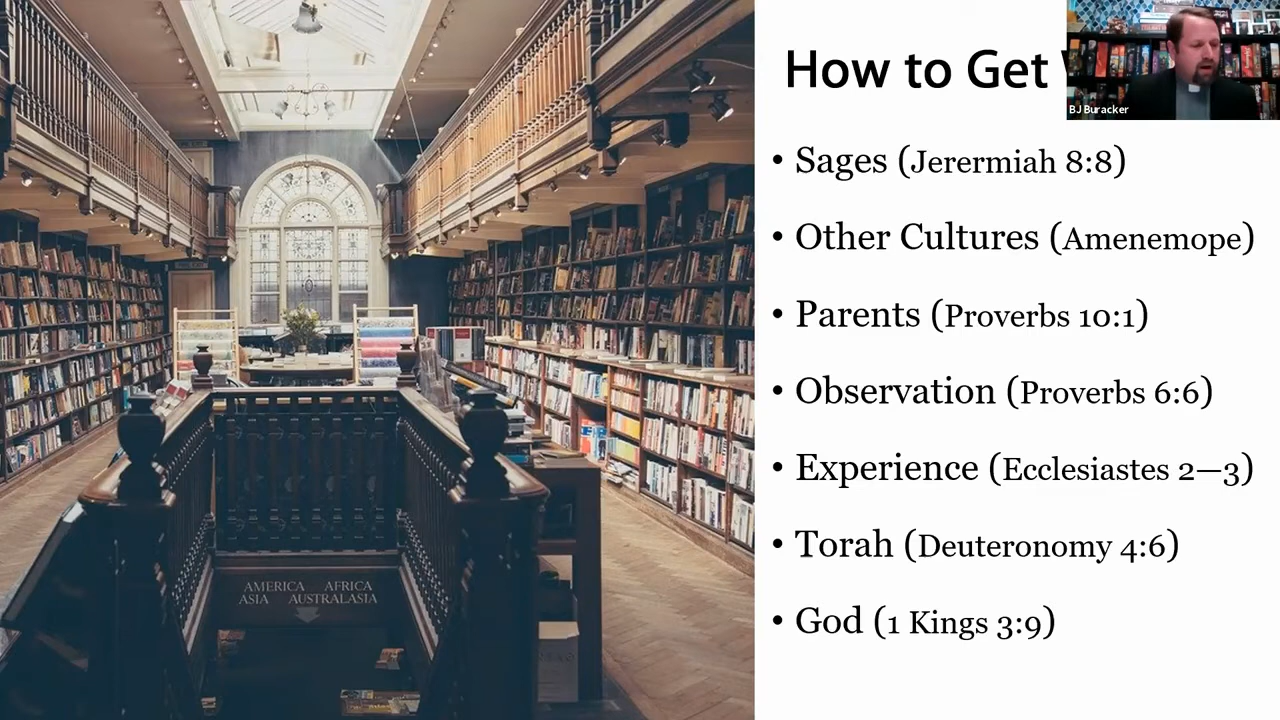 How to Get
BJ Buracker
• Sages (Jerermiah 8:8)
• Other Cultures (Amenemope)
• Parents (Proverbs 10:1)
• Observation (Proverbs 6:6)
• Experience (Ecclesiastes 2—3)
• Torah (Deuteronomy 4:6)
• God (1 Kings 3:9)
AMERICA AFRICA
ASIA AUSTRALASIA